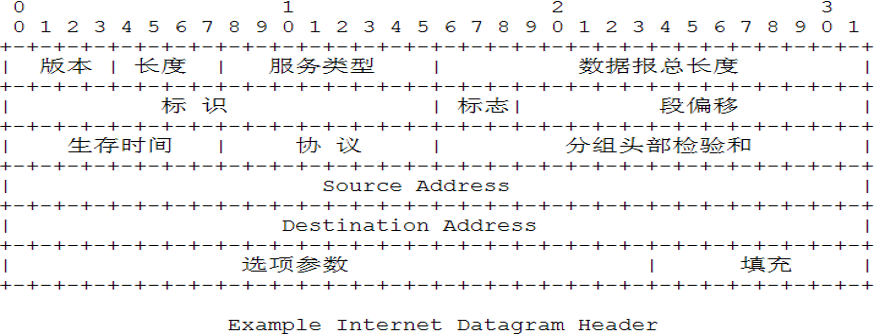 0 1 2 3
0 1 2 3 4 5 6 7 8 9 0 1 2 3 4 5 6 7 8 9 0 1 2 3 4 5 6 7 8 9 0 1
+-+-+-+-+-+-+-+-+-+-+-+-+-+-+-+-+-+-+-+-+-+-+-+-+-+-+-+-+-+-+-+-+
| 版本 | 长度 | 服务类型 | 数据报总长度 |
+-+-+-+-+-+-+-+-+-+-+-+-+-+-+-+-+-+-+-+-+-+-+-+-+-+-+-+-+-+-+-+-+
| 标 识 | 标志| 段偏移 |
+-+-+-+-+-+-+-+-+-+-+-+-+-+-+-+-+-+-+-+-+-+-+-+-+-+-+-+-+-+-+-+-+
| 生存时间 | 协 议 | 分组头部检验和 |
+-+-+-+-+-+-+-+-+-+-+-+-+-+-+-+-+-+-+-+-+-+-+-+-+-+-+-+-+-+-+-+-+
| Source Address |
+-+-+-+-+-+-+-+-+-+-+-+-+-+-+-+-+-+-+-+-+-+-+-+-+-+-+-+-+-+-+-+-+
| Destination Address |
+-+-+-+-+-+-+-+-+-+-+-+-+-+-+-+-+-+-+-+-+-+-+-+-+-+-+-+-+-+-+-+-+
| 选项参数 | 填充 |
+-+-+-+-+-+-+-+-+-+-+-+-+-+-+-+-+-+-+-+-+-+-+-+-+-+-+-+-+-+-+-+-+
Example Internet Datagram Header